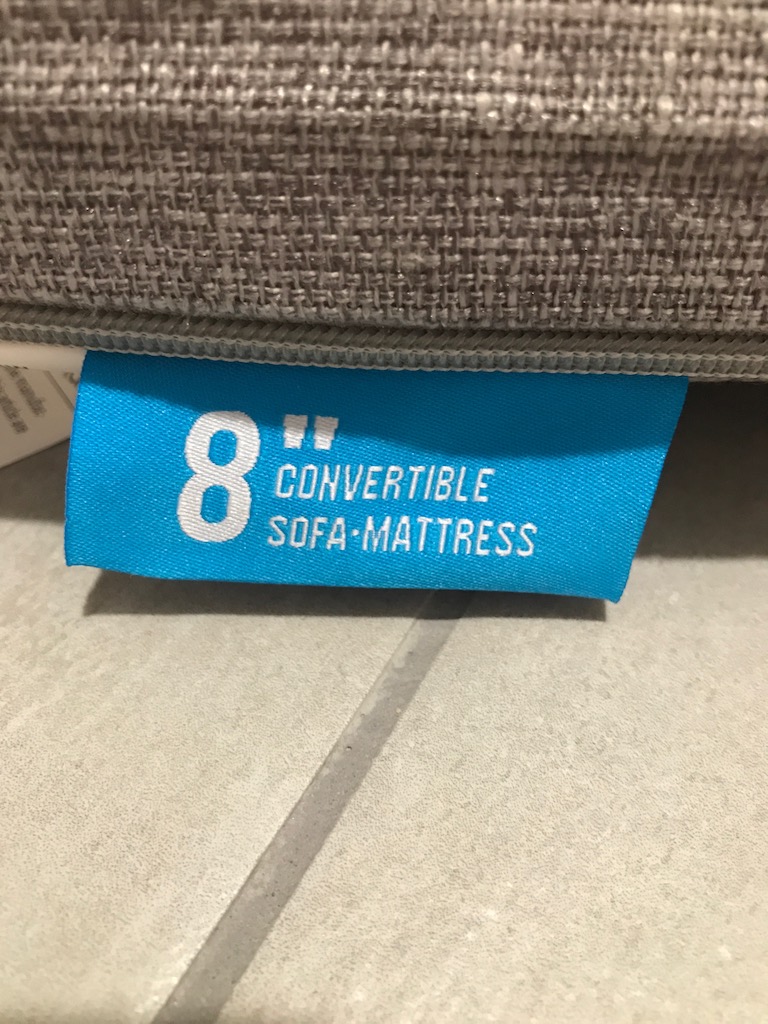 8"
CONVERTIBLE
SOFA·MATTRESS